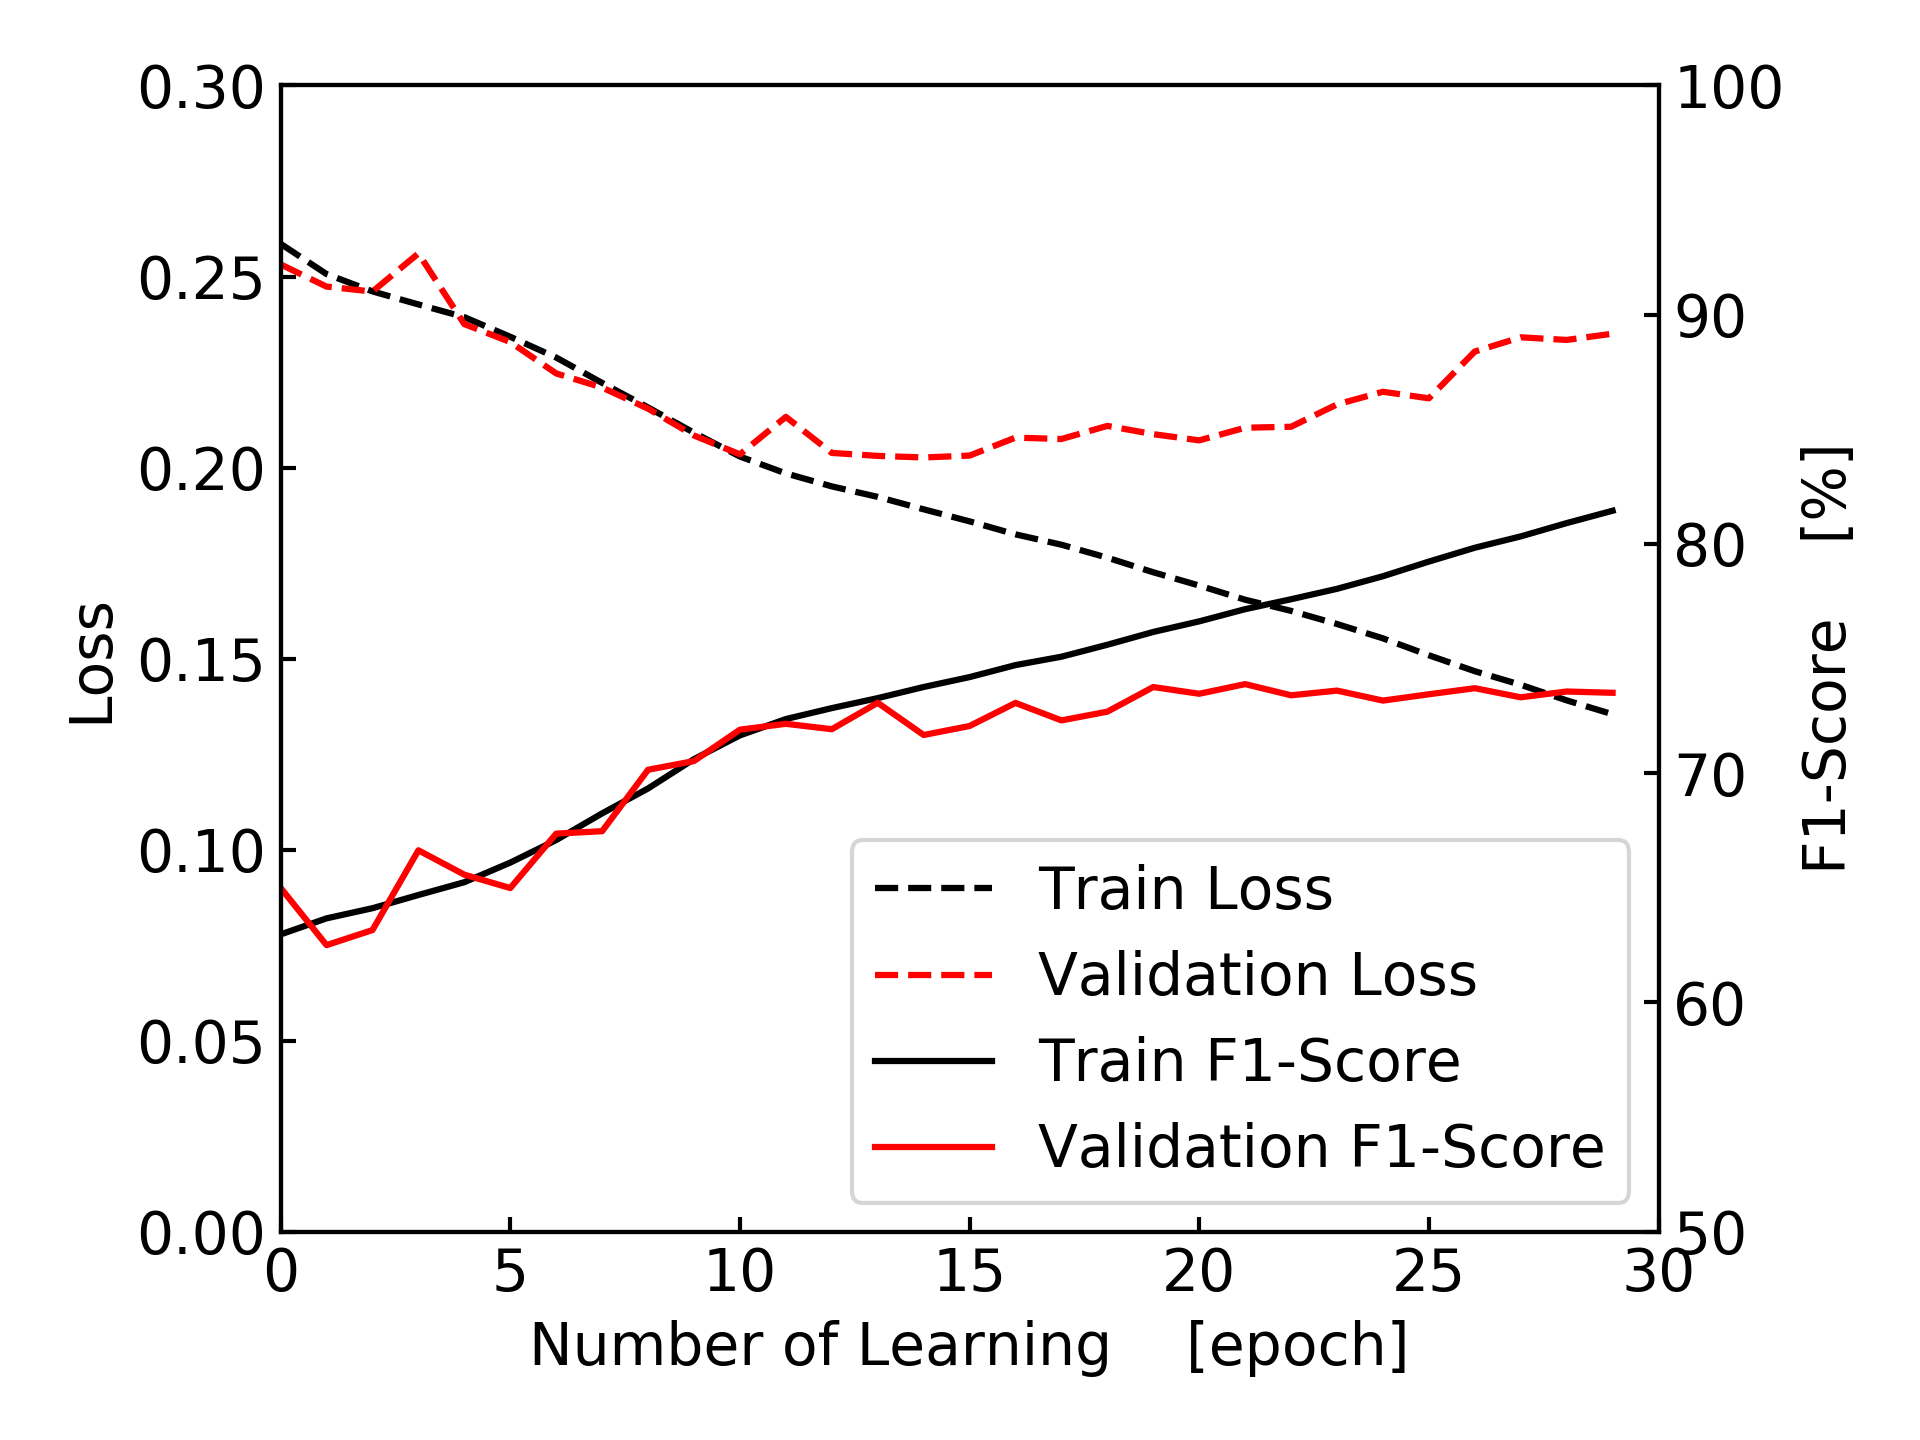 0.30
0.25
0.20
0.15
0.10
0.05
0.00
Loss
100
90
80
70
60
50
F1-Score [%]
Train Loss
Validation Loss
Train F1-Score
Validation F1-Score
0 5 10 15 20 25 30
Number of Learning [epoch]